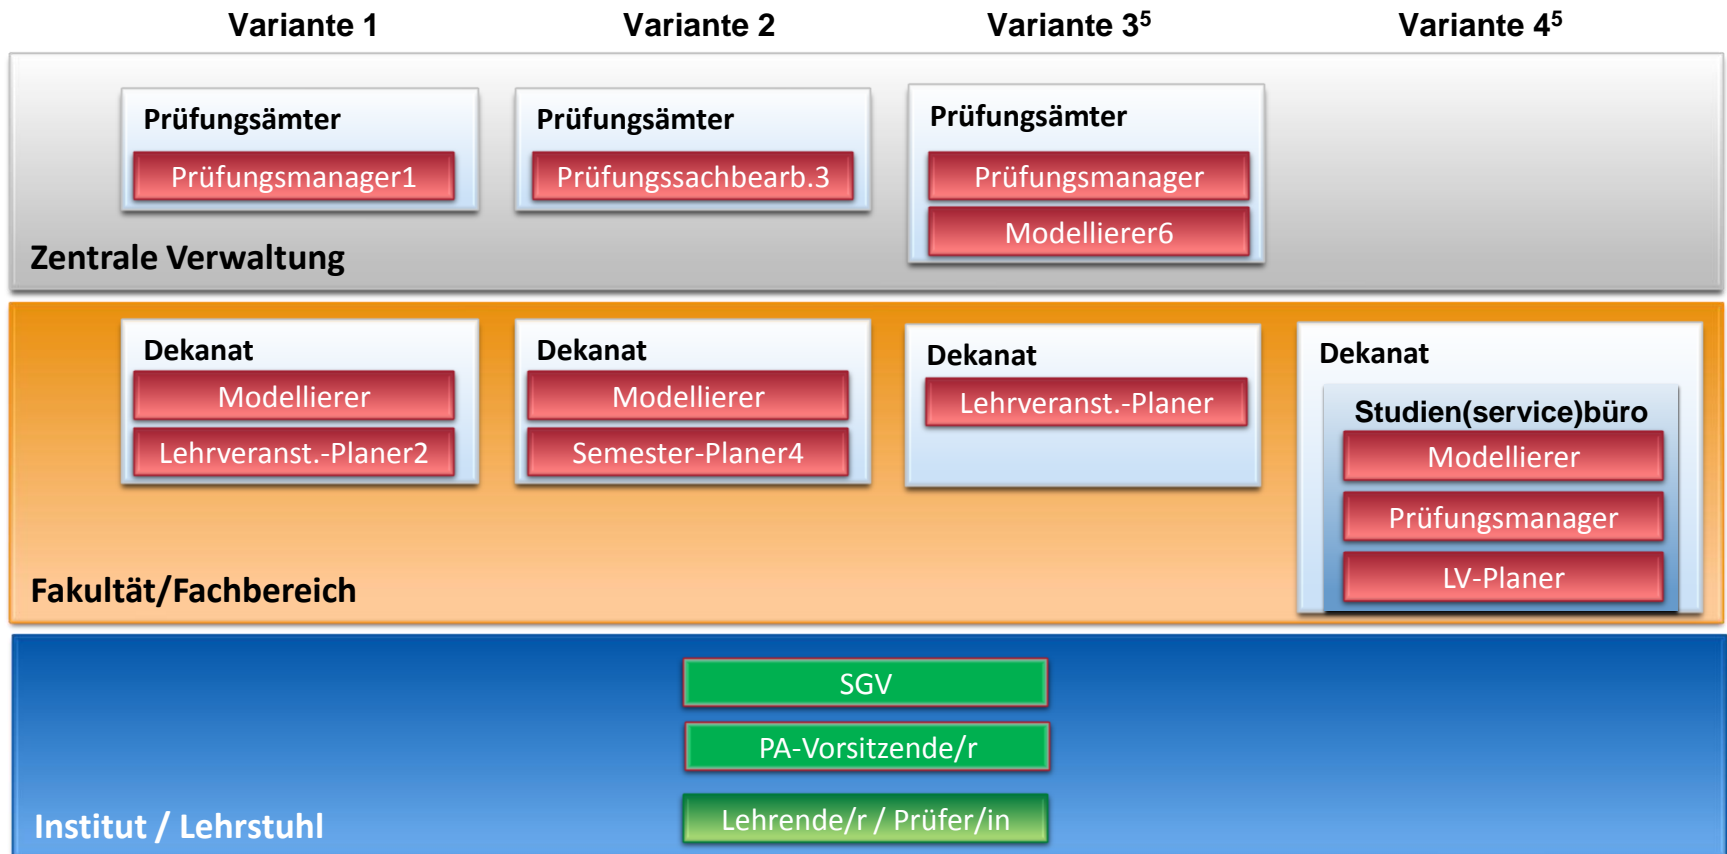 Variante 1
Variante 2
Variante 3⁵
Variante 4⁵
Prüfungsämter
Prüfungsmanager1
Prüfungsämter
Prüfungssachbearb.3
Prüfungsämter
Prüfungsmanager
Modellierer6
Zentrale Verwaltung
Dekanat
Modellierer
Lehrveranst.-Planer2
Dekanat
Modellierer
Semester-Planer4
Dekanat
Lehrveranst.-Planer
Dekanat
Studien(service)büro
Modellierer
Prüfungsmanager
LV-Planer
Fakultät/Fachbereich
SGV
PA-Vorsitzende/r
Lehrende/r / Prüfer/in
Institut / Lehrstuhl